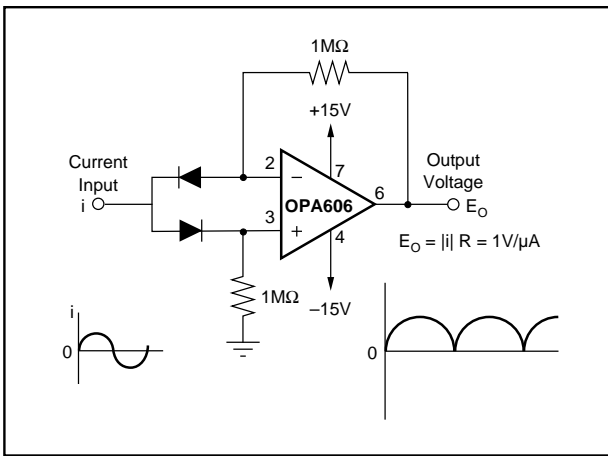 1MΩ
+15V
Current
Input
i
2
−
7
OPA606
6
Output
Voltage
E_O
3
+
4
E_O = |i| R = 1V/µA
1MΩ
–15V
i
0
0